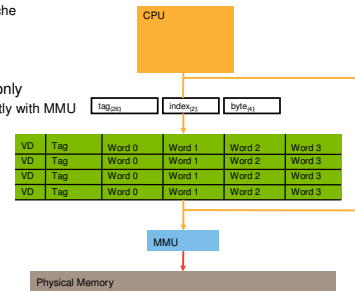 che
CPU
only
tly with MMU
tag[26] index[2] byte[4]
VD Tag Word 0 Word 1 Word 2 Word 3
VD Tag Word 0 Word 1 Word 2 Word 3
VD Tag Word 0 Word 1 Word 2 Word 3
VD Tag Word 0 Word 1 Word 2 Word 3
MMU
Physical Memory